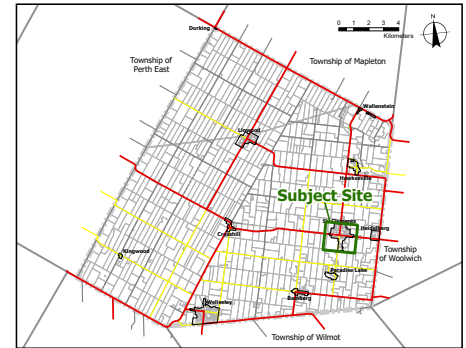 Dorking
0 1 2 3 4
Kilometers
N
Township of
Perth East
Township of Mapleton
Wallenstein
Linwood
Hawkesville
Subject Site
St. Clements
Heidelberg
Crosshill
Kingwood
Township
of Woolwich
Paradise Lake
Bamberg
Wellesley
Township of Wilmot